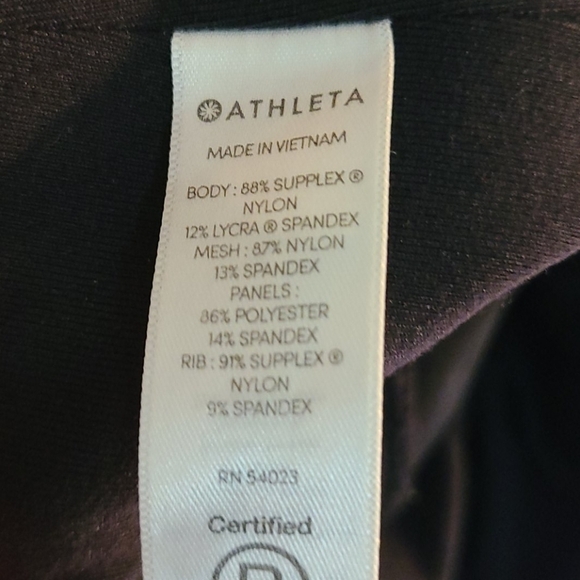 ATHLETA
MADE IN VIETNAM
BODY : 88% SUPPLEX ®
NYLON
12% LYCRA ® SPANDEX
MESH : 87% NYLON
13% SPANDEX
PANELS :
86% POLYESTER
14% SPANDEX
RIB : 91% SUPPLEX ®
NYLON
9% SPANDEX
RN 54023
Certified
B